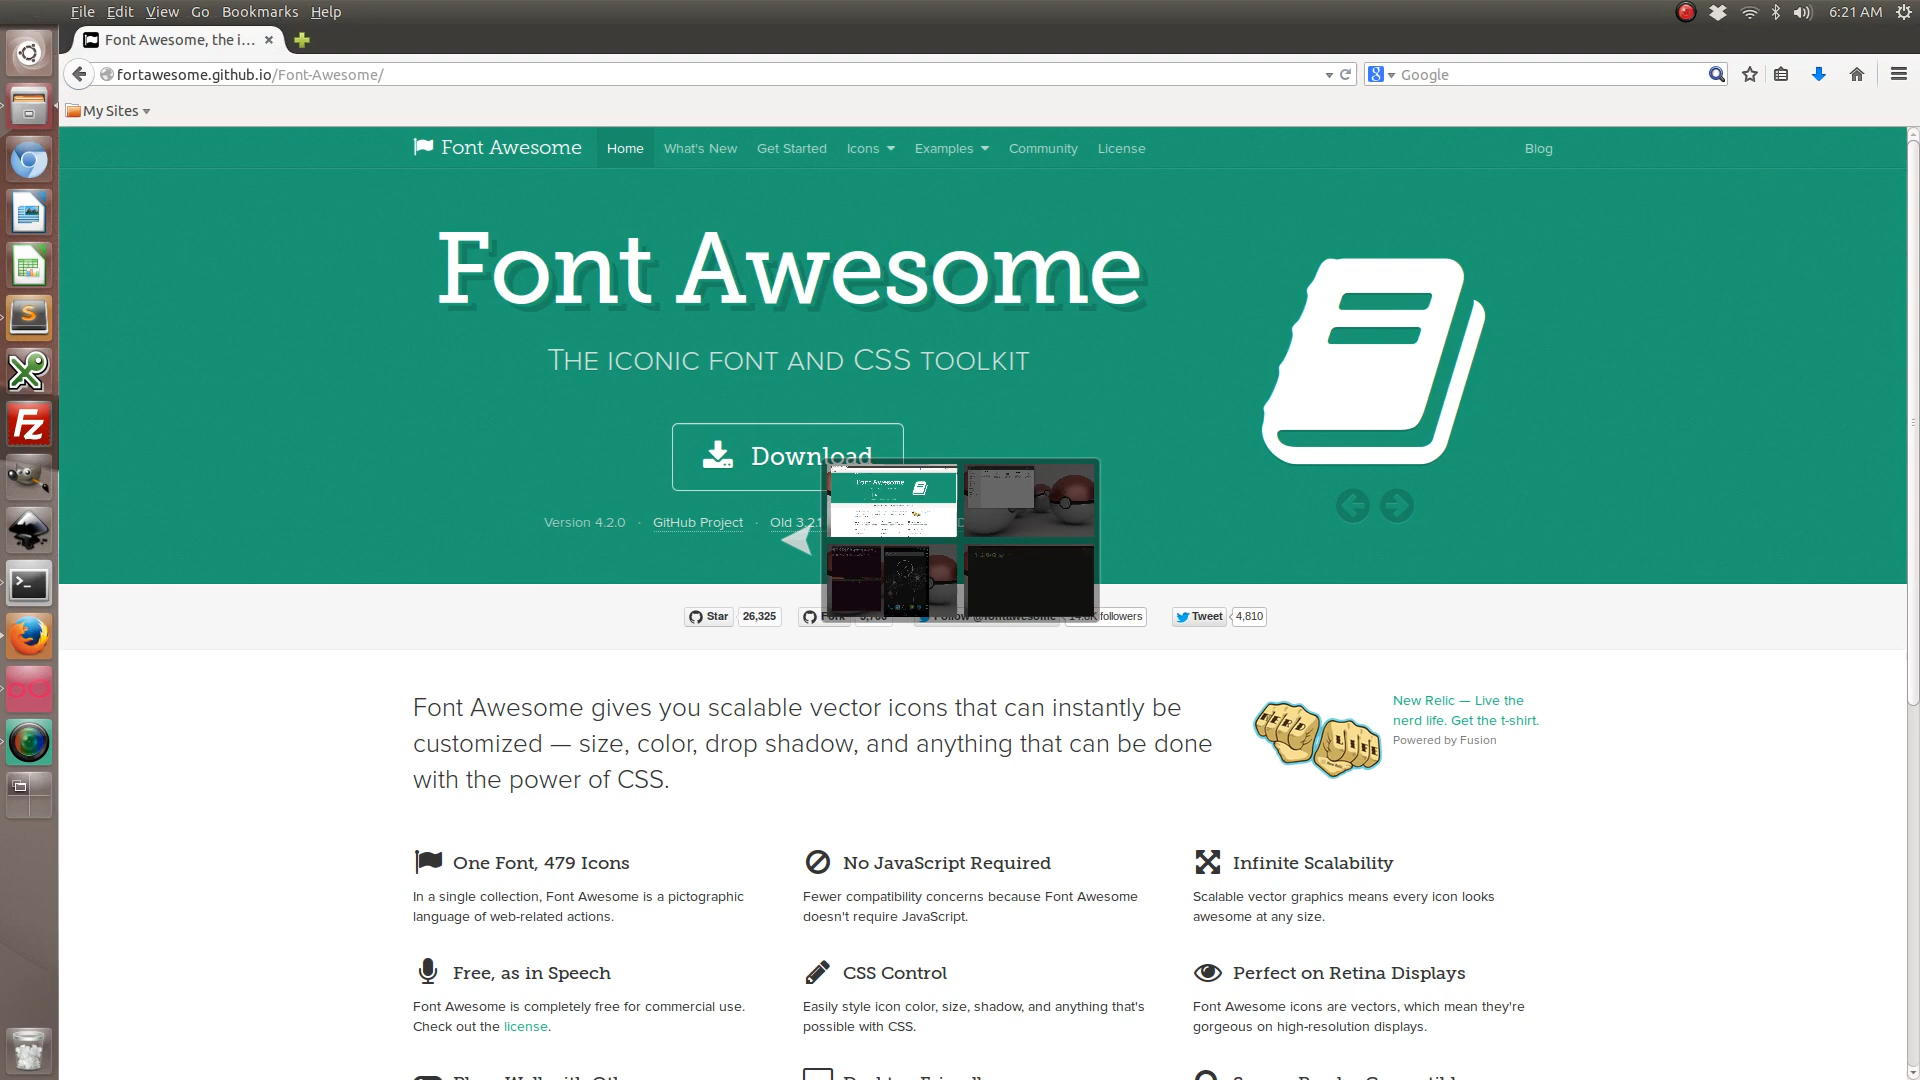 File Edit View Go Bookmarks Help
6:21 AM
Font Awesome, the i...
fortawesome.github.io/Font-Awesome/
Google
My Sites
Font Awesome Home What's New Get Started Icons Examples Community License Blog
Font Awesome
THE ICONIC FONT AND CSS TOOLKIT
Download
Version 4.2.0 · GitHub Project · Old 3.2.1
Star 26,325 Fork Follow @fontawesome followers Tweet 4,810
Font Awesome gives you scalable vector icons that can instantly be
customized — size, color, drop shadow, and anything that can be done
with the power of CSS.
NERD LIFE
New Relic — Live the
nerd life. Get the t-shirt.
Powered by Fusion
One Font, 479 Icons
In a single collection, Font Awesome is a pictographic
language of web-related actions.
No JavaScript Required
Fewer compatibility concerns because Font Awesome
doesn't require JavaScript.
Infinite Scalability
Scalable vector graphics means every icon looks
awesome at any size.
Free, as in Speech
Font Awesome is completely free for commercial use.
Check out the license.
CSS Control
Easily style icon color, size, shadow, and anything that's
possible with CSS.
Perfect on Retina Displays
Font Awesome icons are vectors, which mean they're
gorgeous on high-resolution displays.